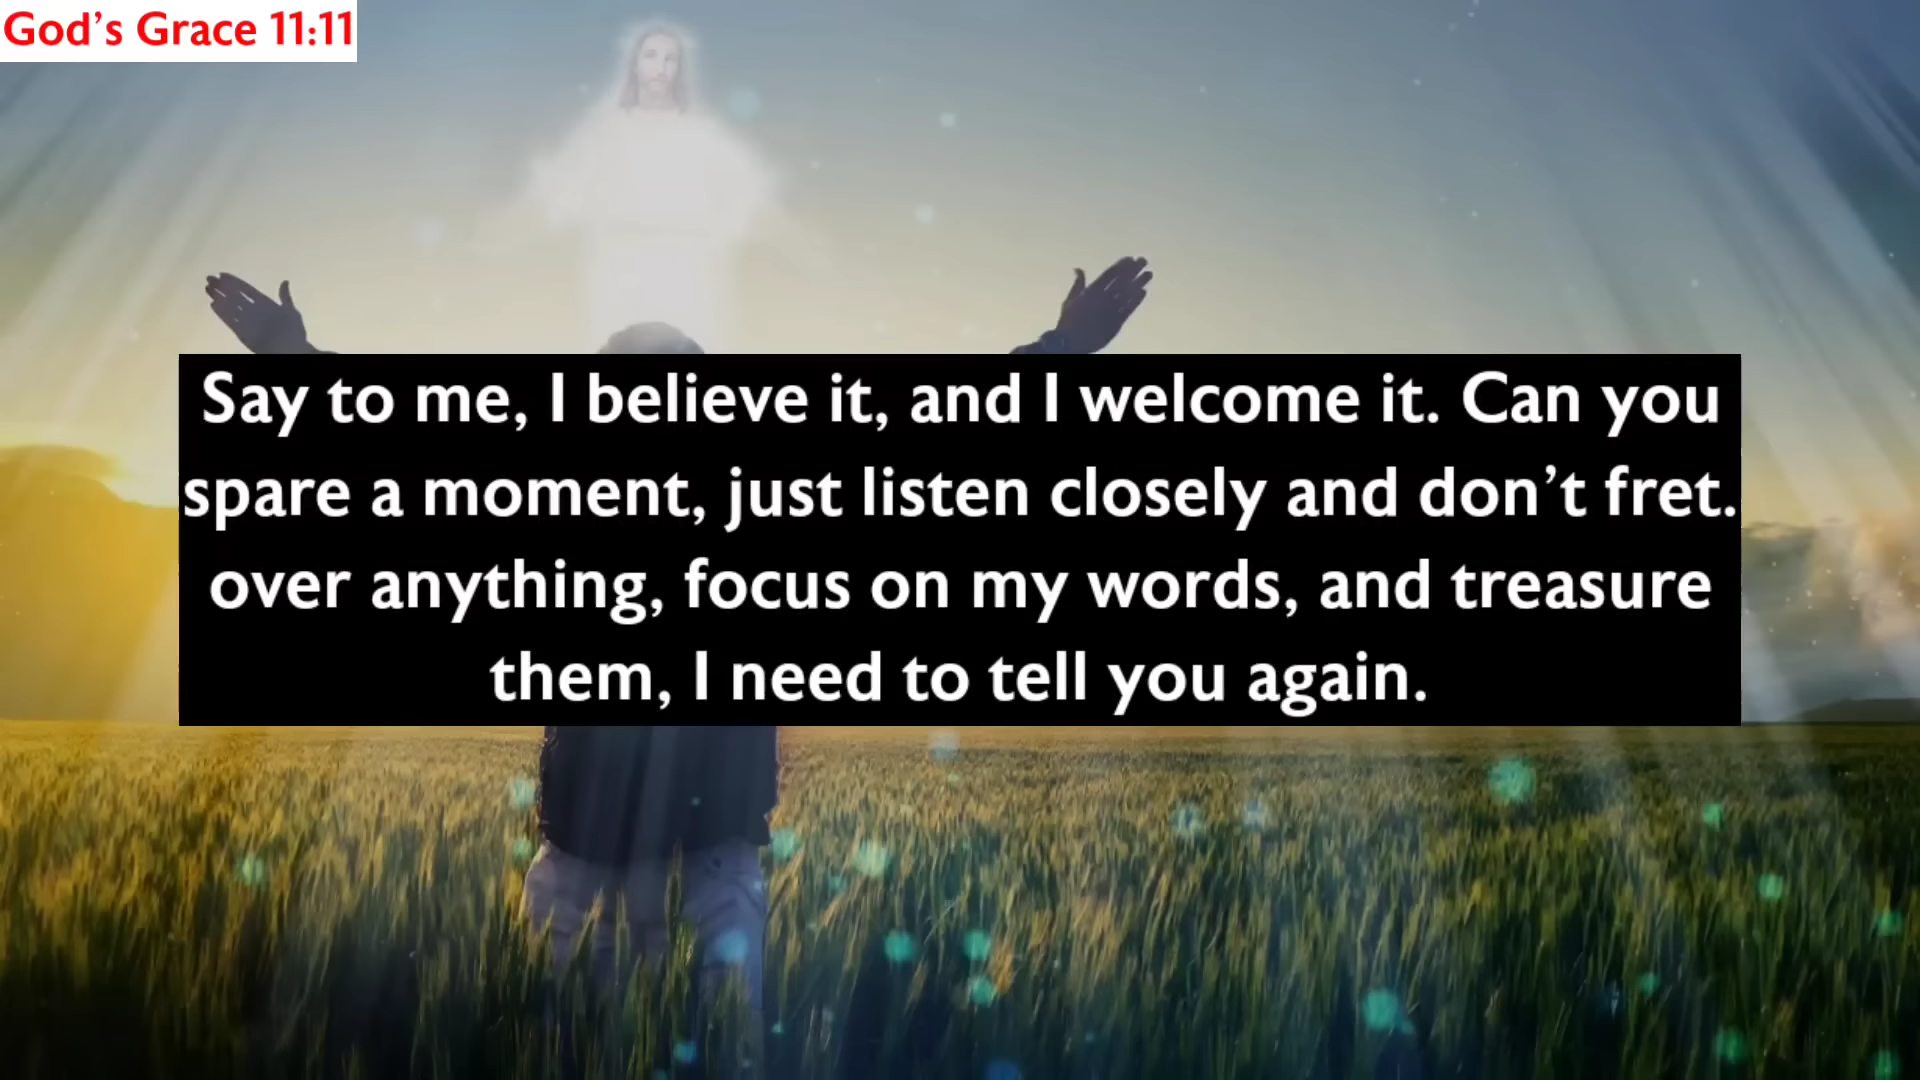 God’s Grace 11:11
Say to me, I believe it, and I welcome it. Can you
spare a moment, just listen closely and don’t fret.
over anything, focus on my words, and treasure
them, I need to tell you again.